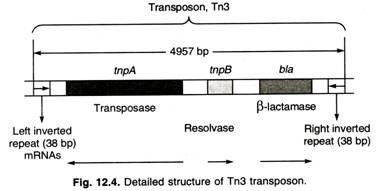 Transposon, Tn3
4957 bp
tnpA tnpB bla
Transposase β-lactamase
Left inverted Resolvase Right inverted
repeat (38 bp) repeat (38 bp)
mRNAs
Fig. 12.4. Detailed structure of Tn3 transposon.